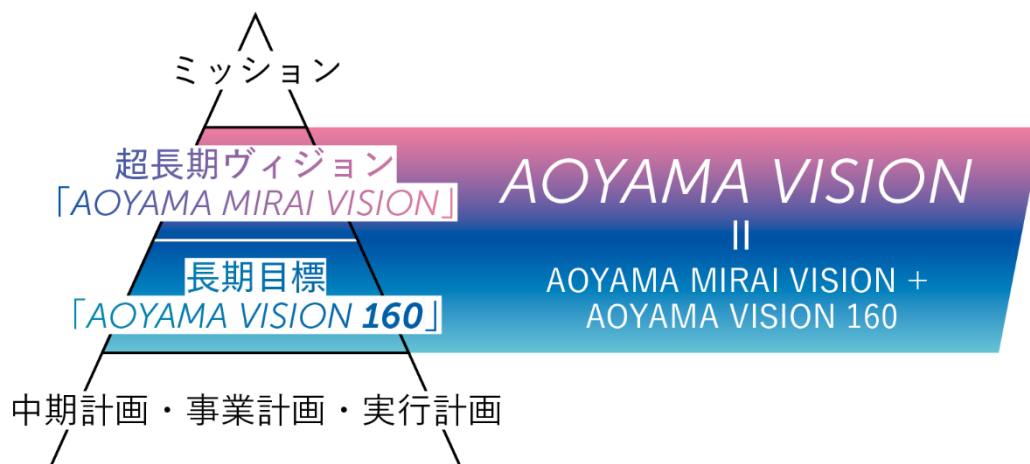 ミッション
超長期ヴィジョン
「AOYAMA MIRAI VISION」
長期目標
「AOYAMA VISION 160」
中期計画・事業計画・実行計画
AOYAMA VISION
=
AOYAMA MIRAI VISION +
AOYAMA VISION 160